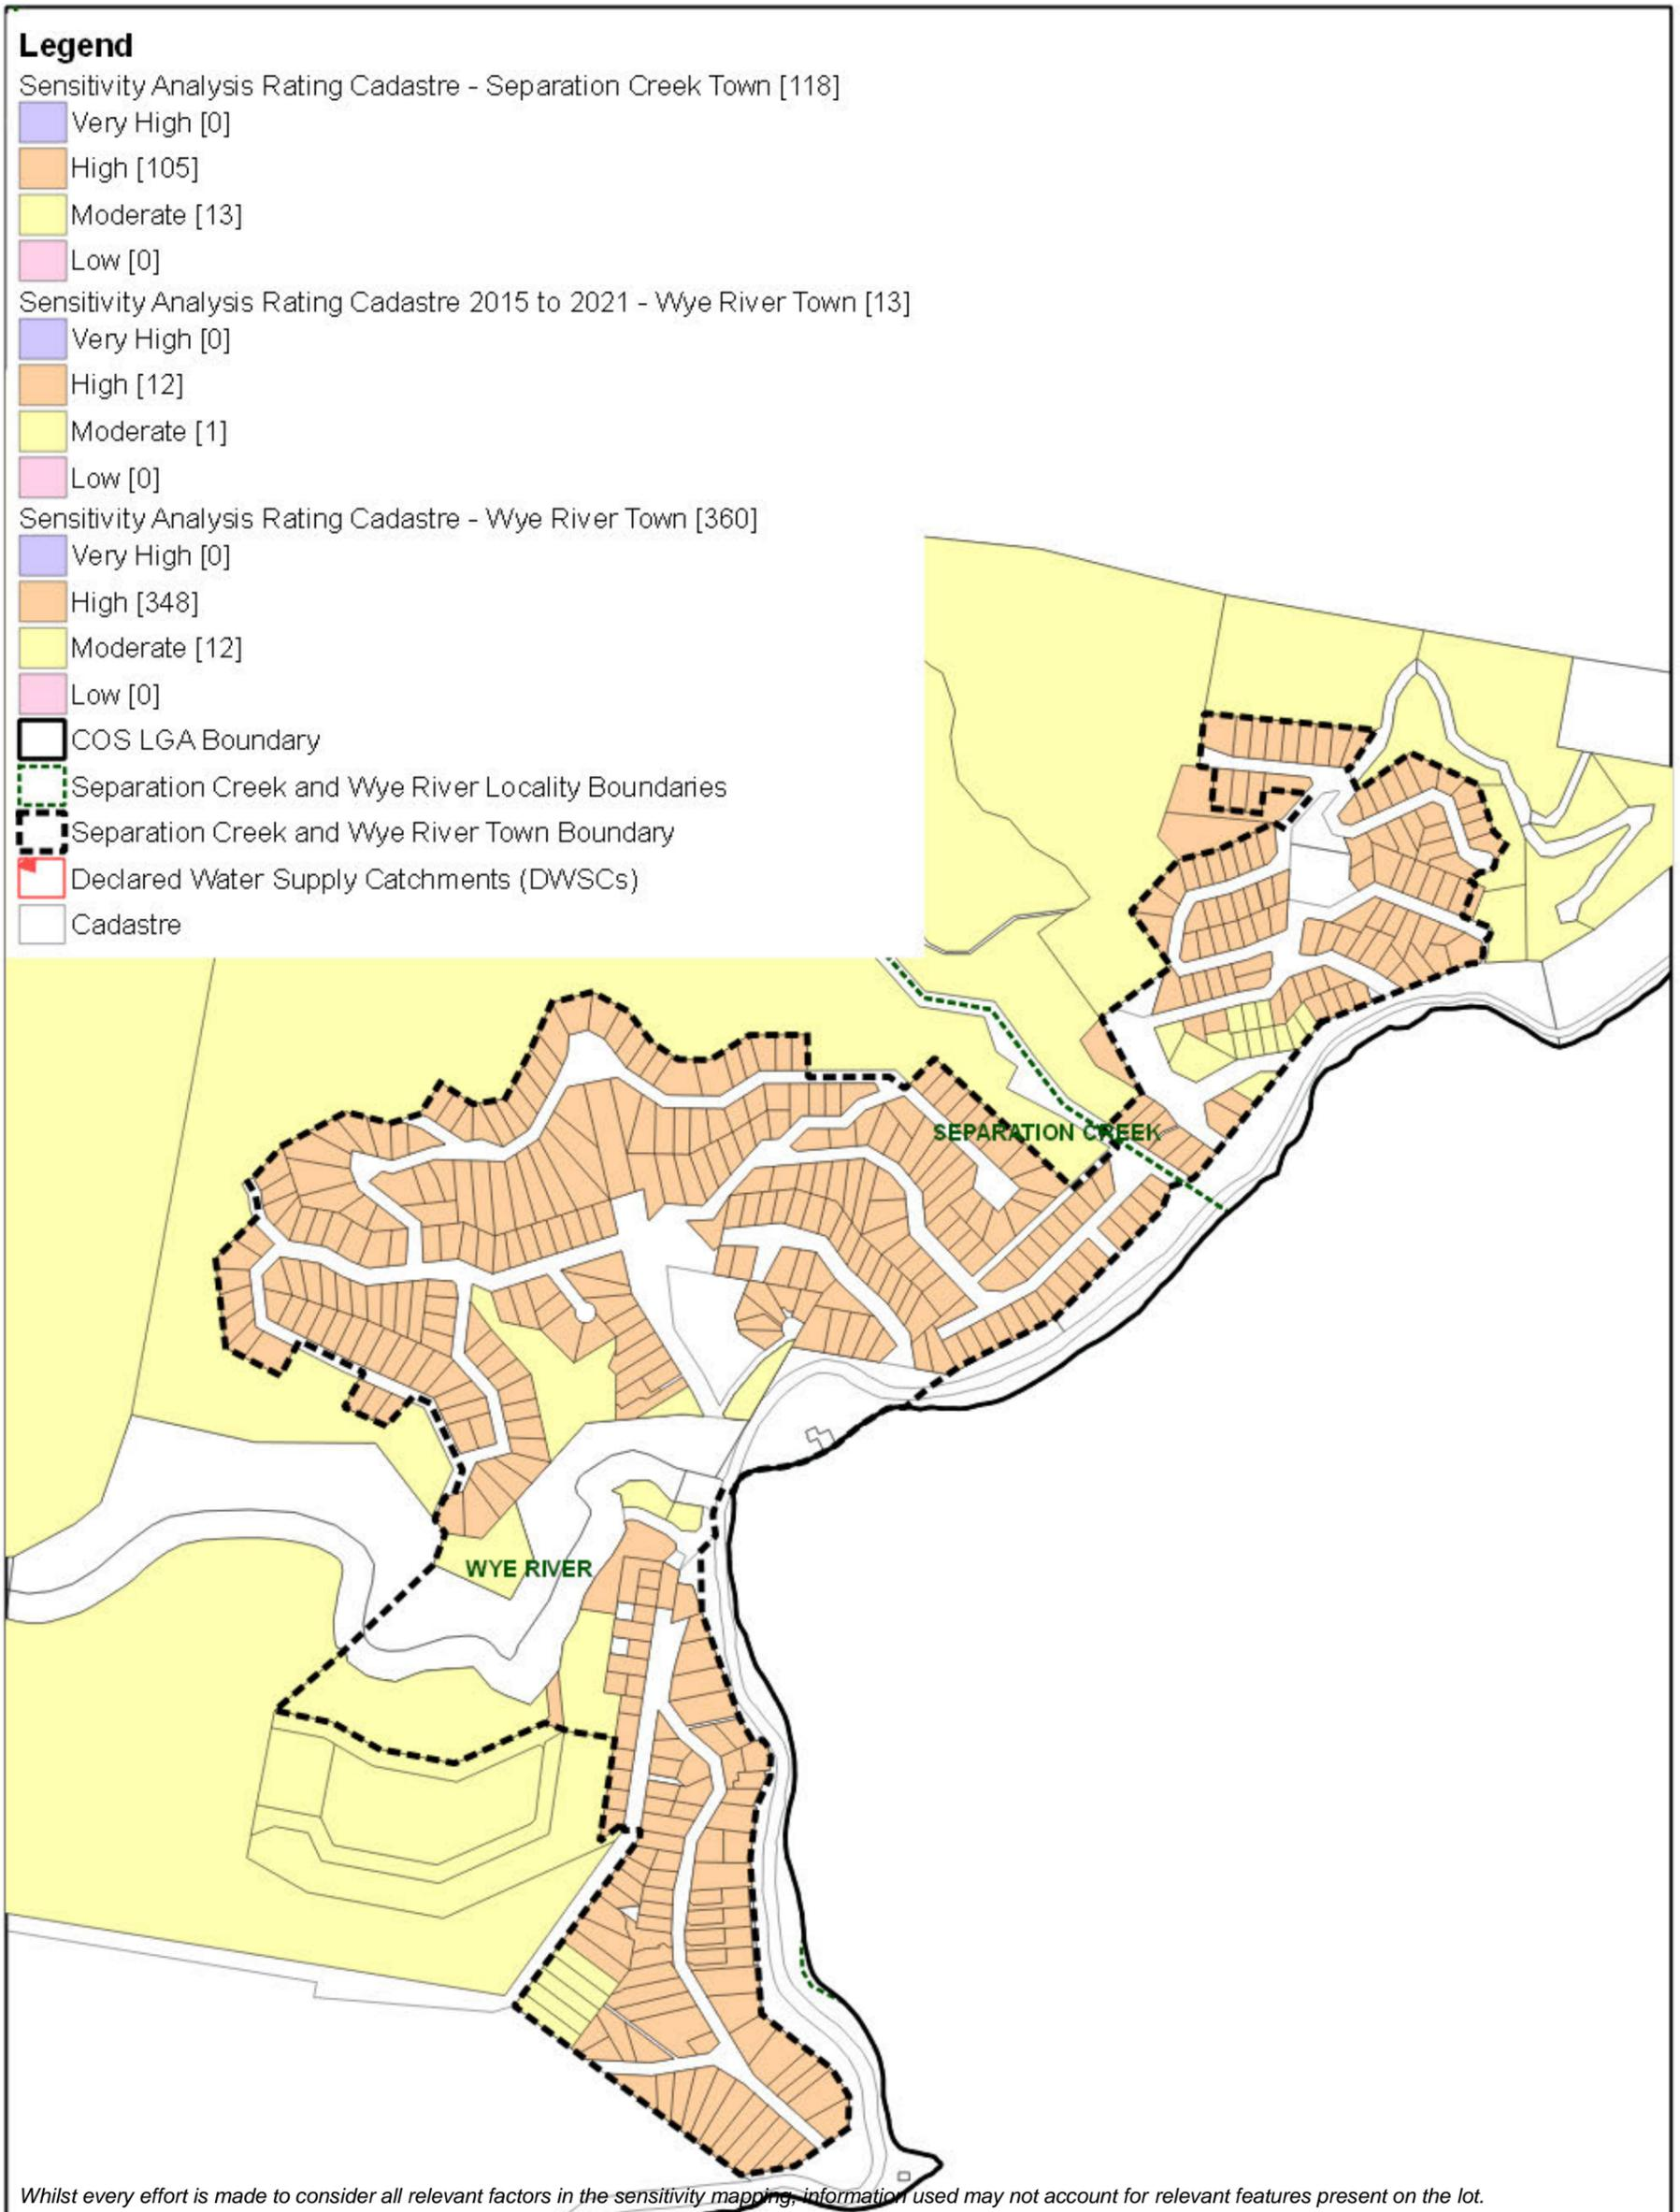 Legend
Sensitivity Analysis Rating Cadastre - Separation Creek Town [118]
Very High [0]
High [105]
Moderate [13]
Low [0]
Sensitivity Analysis Rating Cadastre 2015 to 2021 - Wye River Town [13]
Very High [0]
High [12]
Moderate [1]
Low [0]
Sensitivity Analysis Rating Cadastre - Wye River Town [360]
Very High [0]
High [348]
Moderate [12]
Low [0]
COS LGA Boundary
Separation Creek and Wye River Locality Boundaries
Separation Creek and Wye River Town Boundary
Declared Water Supply Catchments (DWSCs)
Cadastre
SEPARATION CREEK
WYE RIVER
Whilst every effort is made to consider all relevant factors in the sensitivity mapping, information used may not account for relevant features present on the lot.